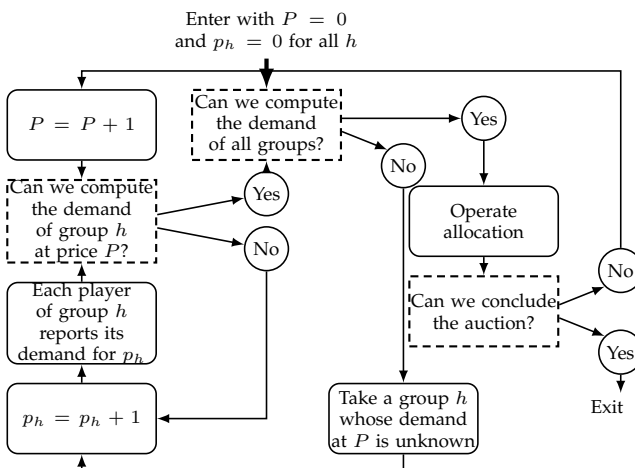 Enter with P = 0
and p_h = 0 for all h
P = P + 1
Can we compute
the demand
of all groups?
Yes
No
Can we compute
the demand
of group h
at price P?
Yes
No
Operate
allocation
Each player
of group h
reports its
demand for p_h
Can we conclude
the auction?
No
Yes
Exit
p_h = p_h + 1
Take a group h
whose demand
at P is unknown